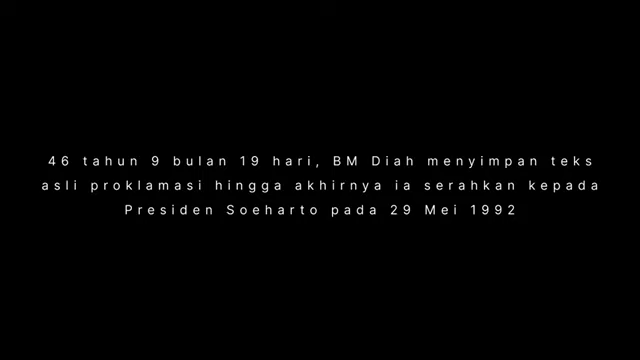 46 tahun 9 bulan 19 hari, BM Diah menyimpan teks
asli proklamasi hingga akhirnya ia serahkan kepada
Presiden Soeharto pada 29 Mei 1992